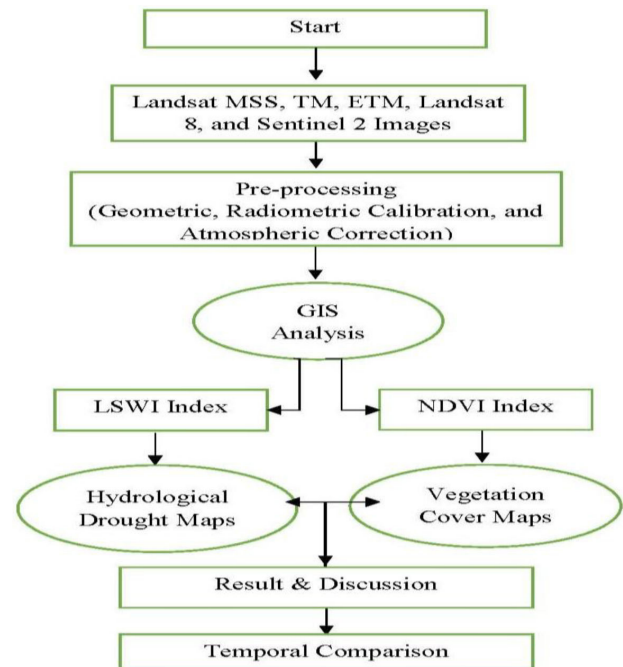 Start
Landsat MSS, TM, ETM, Landsat
8, and Sentinel 2 Images
Pre-processing
(Geometric, Radiometric Calibration, and
Atmospheric Correction)
GIS
Analysis
LSWI Index
NDVI Index
Hydrological
Drought Maps
Vegetation
Cover Maps
Result & Discussion
Temporal Comparison